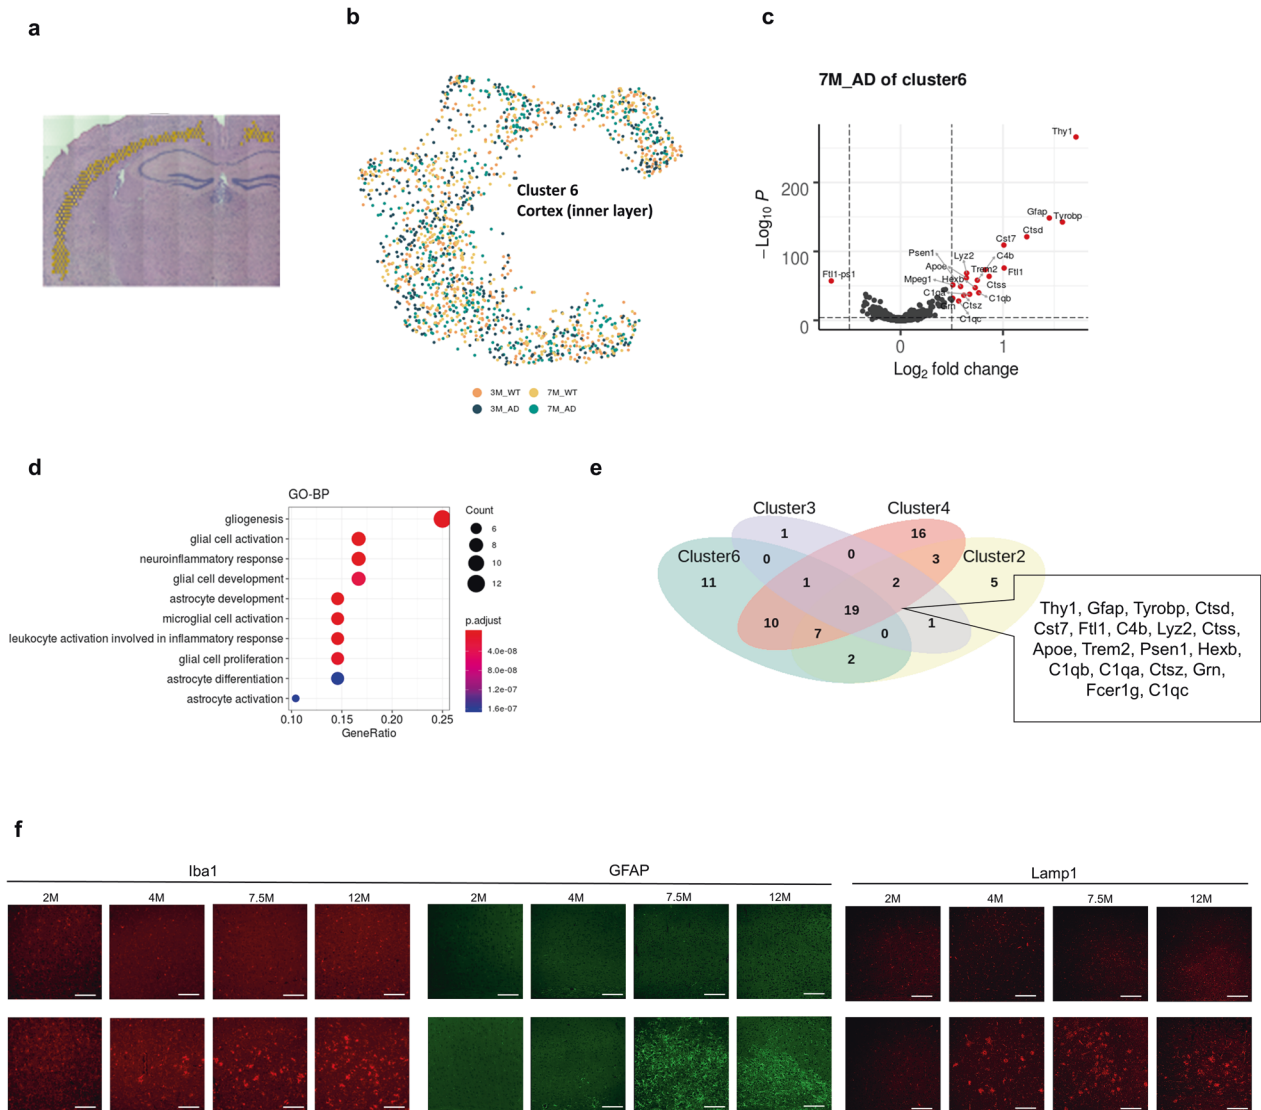 a
b
Cluster 6
Cortex (inner layer)
3M_WT
7M_WT
3M_AD
7M_AD
c
7M_AD of cluster6
−Log10 P
200
100
0
0
1
Log2 fold change
Thy1
Gfap
Tyrobp
Ctsd
Cst7
Psen1
Lyz2
C4b
Apoe
Trem2
Ftl1
Mpeg1
Hexb
Ctss
Ftl1-ps1
C1qa
C1qb
Grn
Ctsz
C1qc
d
GO-BP
gliogenesis
glial cell activation
neuroinflammatory response
glial cell development
astrocyte development
microglial cell activation
leukocyte activation involved in inflammatory response
glial cell proliferation
astrocyte differentiation
astrocyte activation
0.10
0.15
0.20
0.25
GeneRatio
Count
6
8
10
12
p.adjust
4.0e-08
8.0e-08
1.2e-07
1.6e-07
e
Cluster3
Cluster4
Cluster6
Cluster2
1
16
0
0
3
11
1
2
5
19
10
7
0
1
2
Thy1, Gfap, Tyrobp, Ctsd,
Cst7, Ftl1, C4b, Lyz2, Ctss,
Apoe, Trem2, Psen1, Hexb,
C1qb, C1qa, Ctsz, Grn,
Fcer1g, C1qc
f
Iba1
GFAP
Lamp1
2M
4M
7.5M
12M
2M
4M
7.5M
12M
2M
4M
7.5M
12M